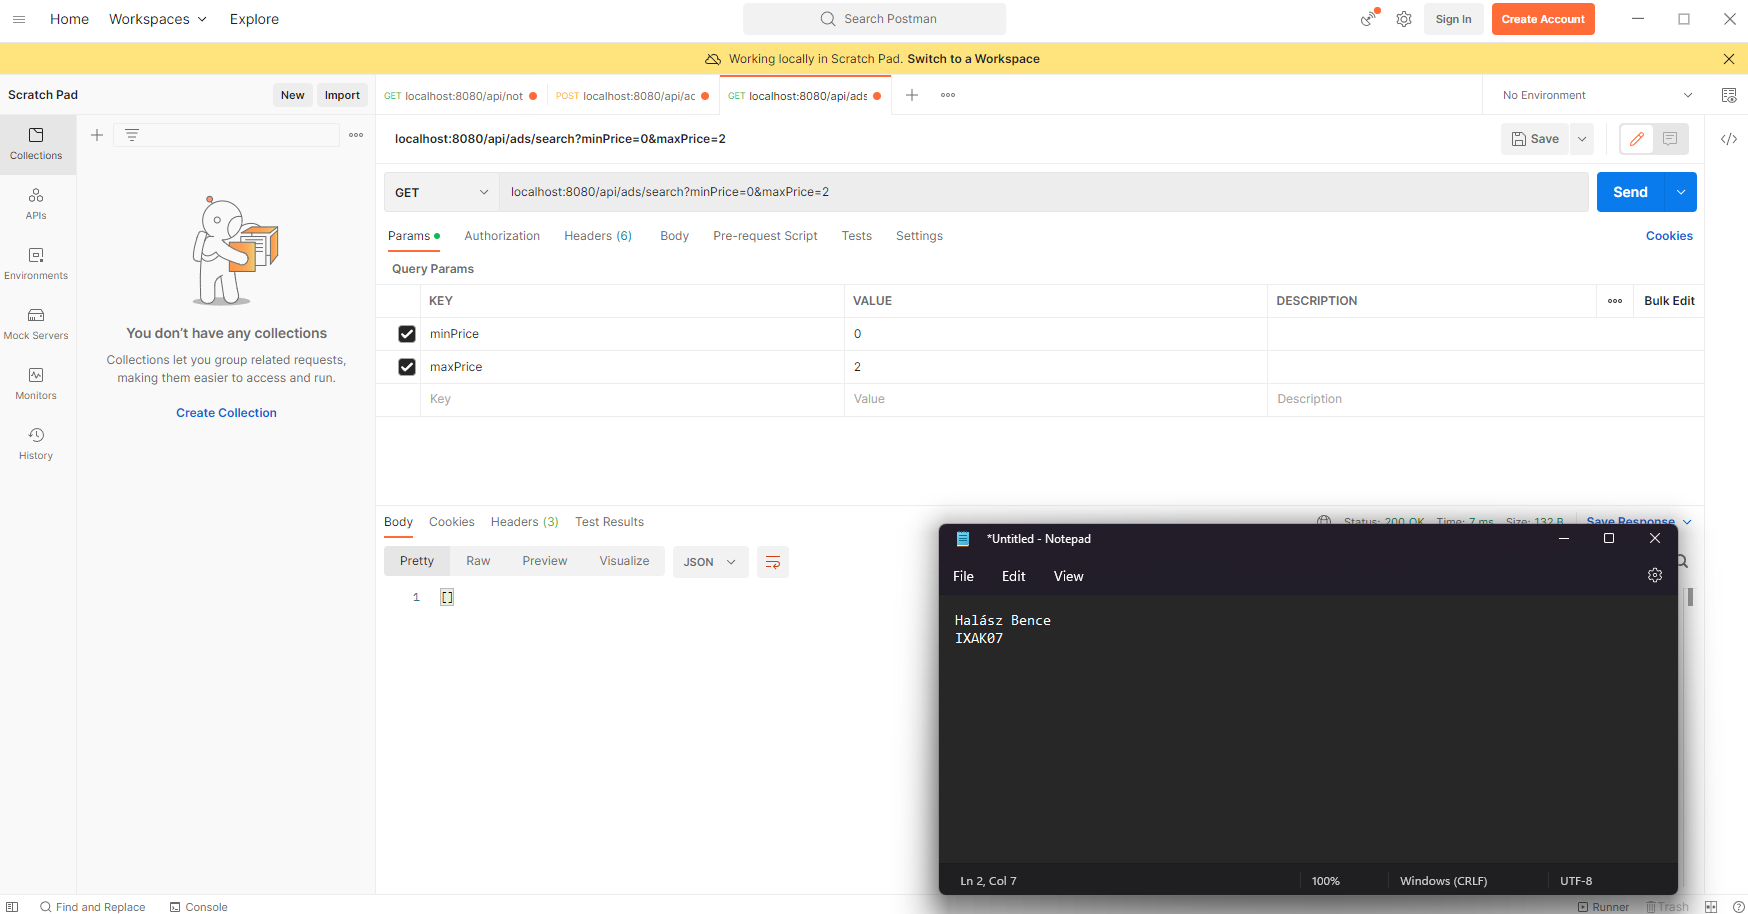 Home Workspaces Explore
Search Postman
Sign In Create Account
Working locally in Scratch Pad. Switch to a Workspace
Scratch Pad New Import
GET localhost:8080/api/not POST localhost:8080/api/ac GET localhost:8080/api/ads
No Environment
Collections
APIs
Environments
Mock Servers
Monitors
History
You don't have any collections
Collections let you group related requests,
making them easier to access and run.
Create Collection
localhost:8080/api/ads/search?minPrice=0&maxPrice=2
Save
GET localhost:8080/api/ads/search?minPrice=0&maxPrice=2 Send
Params Authorization Headers (6) Body Pre-request Script Tests Settings Cookies
Query Params
KEY VALUE DESCRIPTION Bulk Edit
minPrice 0
maxPrice 2
Key Value Description
Body Cookies Headers (3) Test Results
Status: 200 OK Time: 7 ms Size: 132 B Save Response
Pretty Raw Preview Visualize JSON
1 []
*Untitled - Notepad
File Edit View
Halász Bence
IXAK07
Ln 2, Col 7 100% Windows (CRLF) UTF-8
Find and Replace Console
Runner Trash